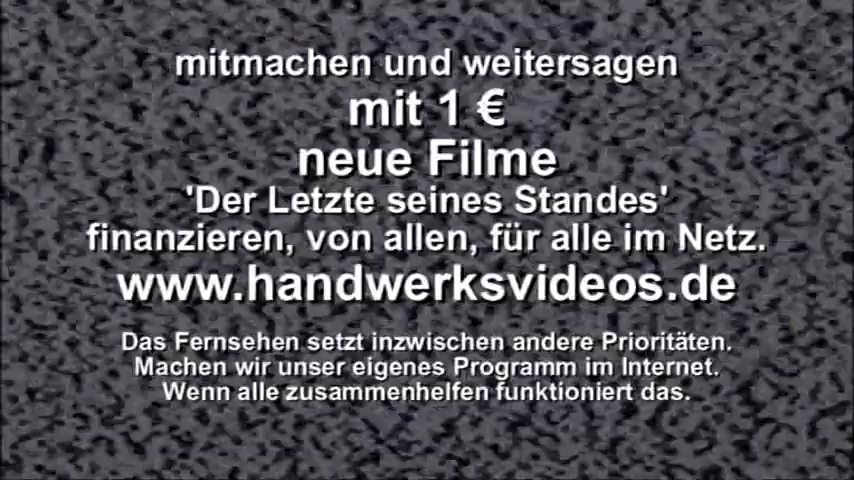 mitmachen und weitersagen
mit 1 €
neue Filme
'Der Letzte seines Standes'
finanzieren, von allen, für alle im Netz.
www.handwerksvideos.de
Das Fernsehen setzt inzwischen andere Prioritäten.
Machen wir unser eigenes Programm im Internet.
Wenn alle zusammenhelfen funktioniert das.